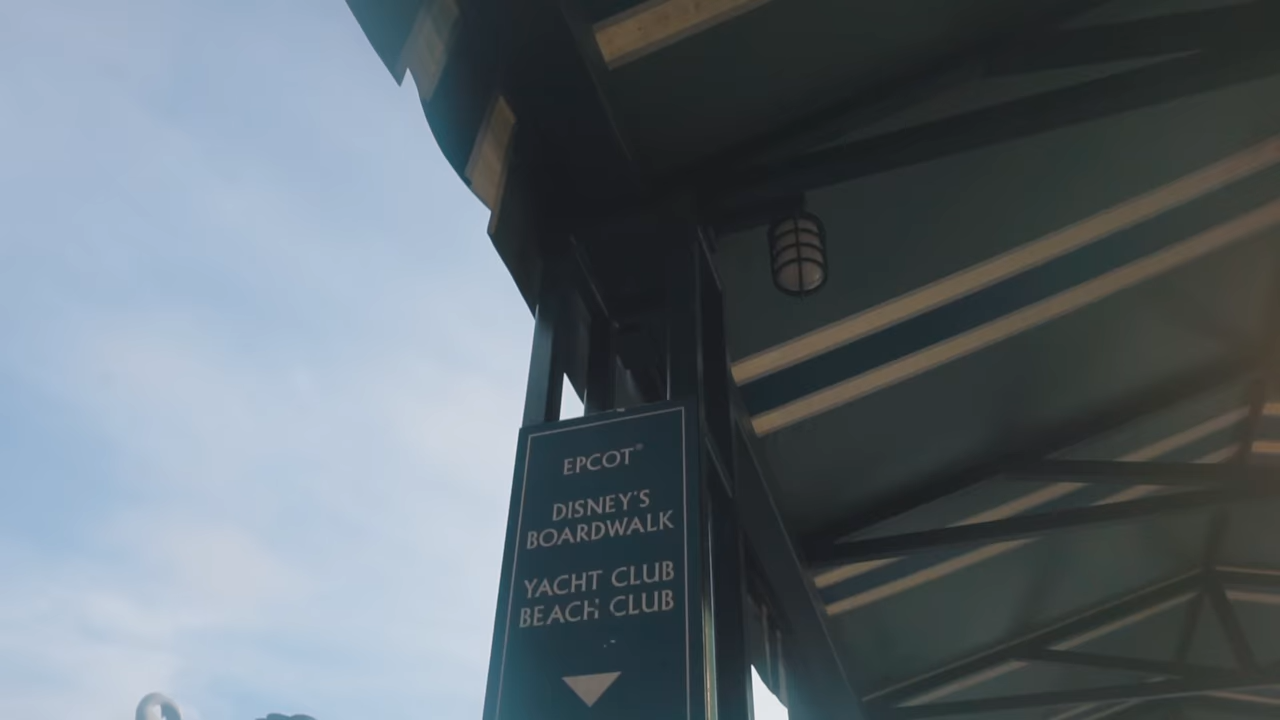 EPCOT®
DISNEY'S
BOARDWALK
YACHT CLUB
BEACH CLUB